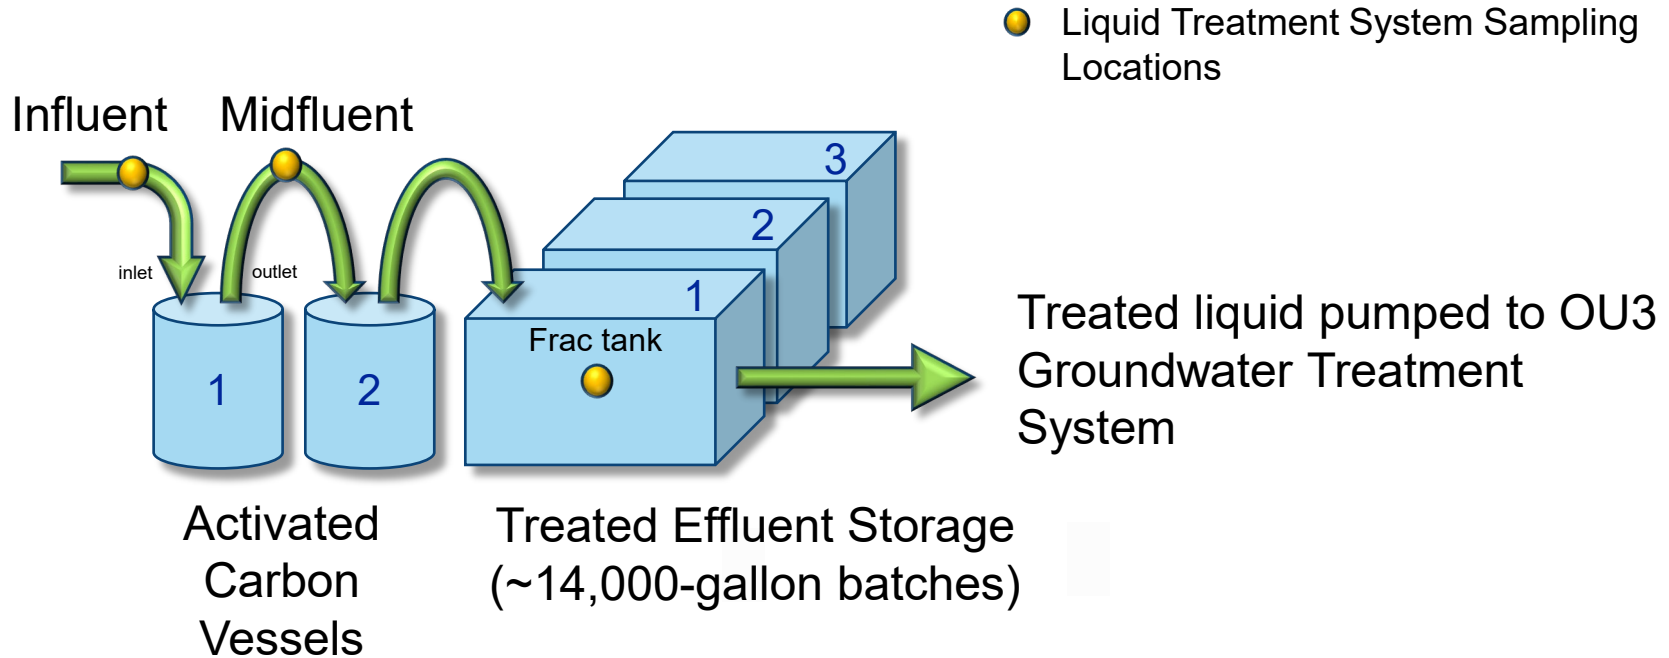 Liquid Treatment System Sampling
Locations
Influent
Midfluent
inlet
outlet
1
2
3
2
1
Frac tank
Treated liquid pumped to OU3
Groundwater Treatment
System
Activated
Carbon
Vessels
Treated Effluent Storage
(~14,000-gallon batches)